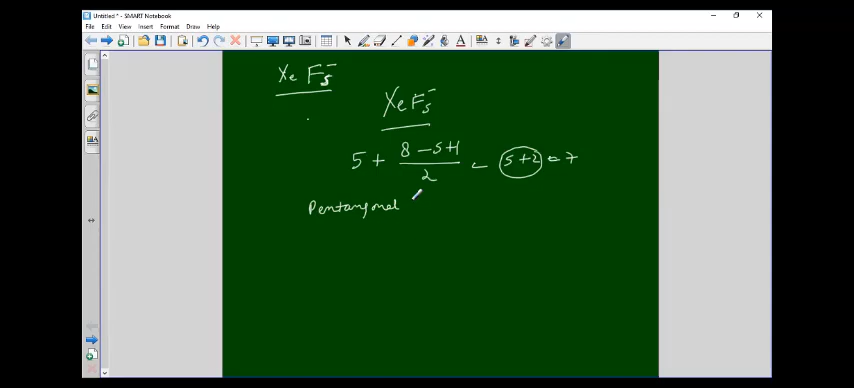 Untitled * - SMART Notebook
File Edit View Insert Format Draw Help
XeF5-
XeF5-
5 + 8 - 5 + 1 / 2 = 5 + 2 = 7
Pentagonal